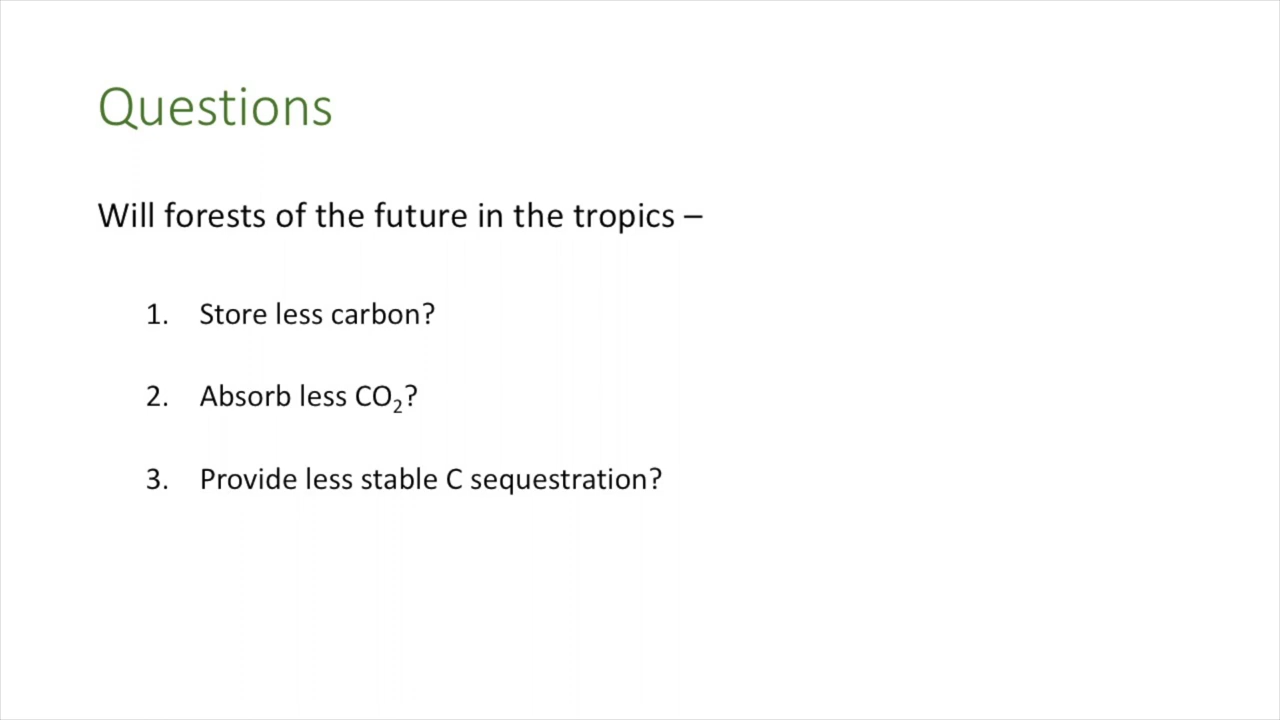 Questions
Will forests of the future in the tropics –
1. Store less carbon?
2. Absorb less CO₂?
3. Provide less stable C sequestration?